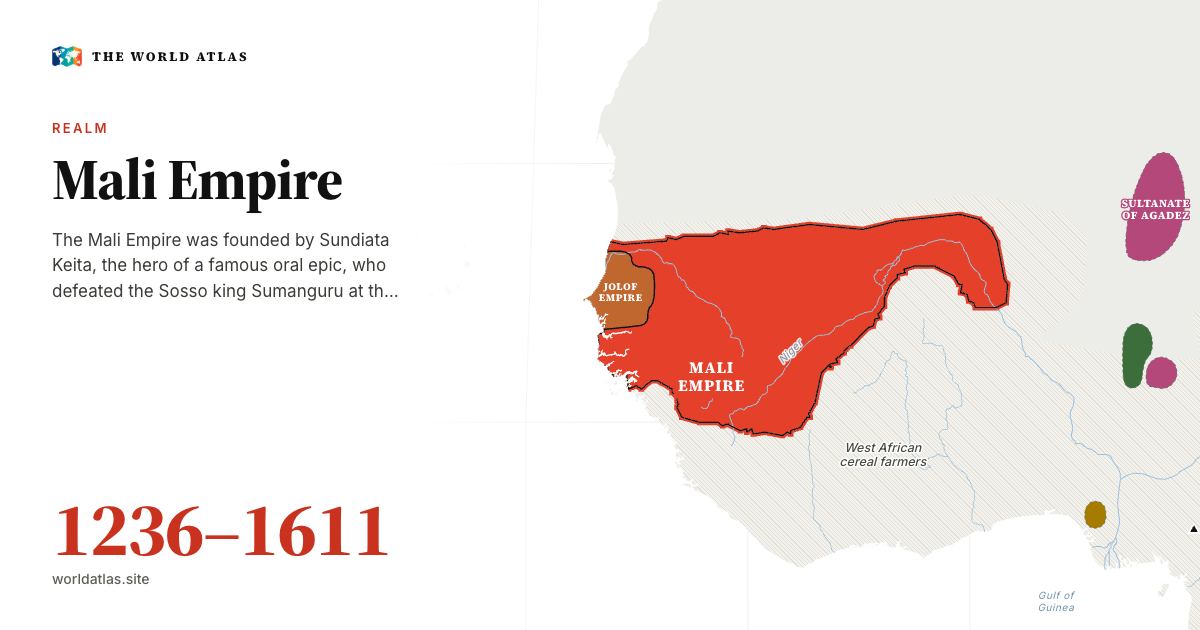 THE WORLD ATLAS
REALM
Mali Empire
The Mali Empire was founded by Sundiata
Keita, the hero of a famous oral epic, who
defeated the Sosso king Sumanguru at th...
1236–1611
worldatlas.site
SULTANATE
OF AGADEZ
JOLOF
EMPIRE
Niger
MALI
EMPIRE
West African
cereal farmers
Gulf of
Guinea